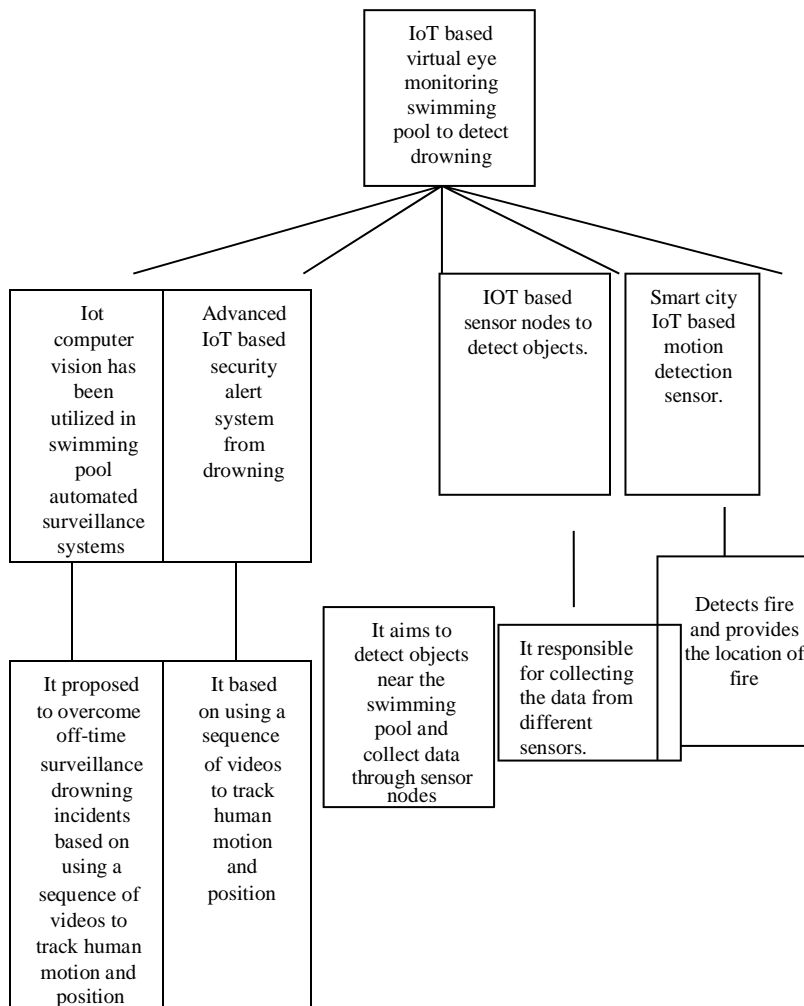 IoT based
virtual eye
monitoring
swimming
pool to detect
drowning
Iot
computer
vision has
been
utilized in
swimming
pool
automated
surveillance
systems
Advanced
IoT based
security
alert
system
from
drowning
IOT based
sensor nodes to
detect objects.
Smart city
IoT based
motion
detection
sensor.
It proposed
to overcome
off-time
surveillance
drowning
incidents
based on
using a
sequence of
videos to
track human
motion and
position
It based
on using a
sequence
of videos
to track
human
motion
and
position
It aims to
detect objects
near the
swimming
pool and
collect data
through sensor
nodes
It responsible
for collecting
the data from
different
sensors.
Detects fire
and provides
the location of
fire